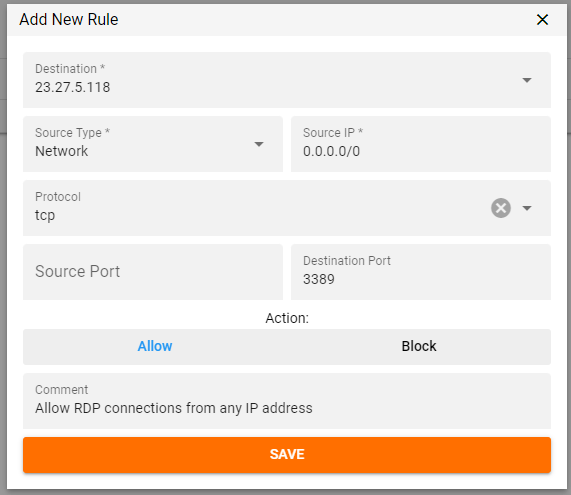 Add New Rule
Destination *
23.27.5.118
Source Type *
Network
Source IP *
0.0.0.0/0
Protocol
tcp
Source Port
Destination Port
3389
Action:
Allow
Block
Comment
Allow RDP connections from any IP address
SAVE